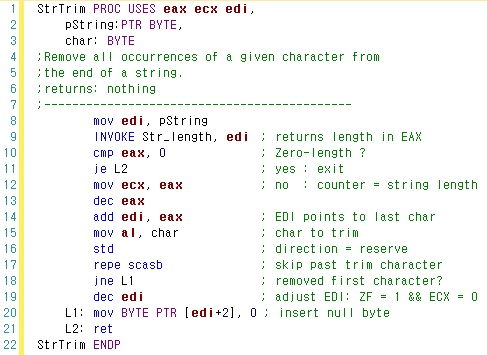 1 StrTrim PROC USES eax ecx edi,
2 pString:PTR BYTE,
3 char: BYTE
4 ;Remove all occurrences of a given character from
5 ;the end of a string.
6 ;returns: nothing
7 ;--------------------------------------------
8 mov edi, pString
9 INVOKE Str_length, edi ; returns length in EAX
10 cmp eax, 0 ; Zero-length ?
11 je L2 ; yes : exit
12 mov ecx, eax ; no : counter = string length
13 dec eax
14 add edi, eax ; EDI points to last char
15 mov al, char ; char to trim
16 std ; direction = reserve
17 repe scasb ; skip past trim character
18 jne L1 ; removed first character?
19 dec edi ; adjust EDI: ZF = 1 && ECX = 0
20 L1: mov BYTE PTR [edi+2], 0 ; insert null byte
21 L2: ret
22 StrTrim ENDP